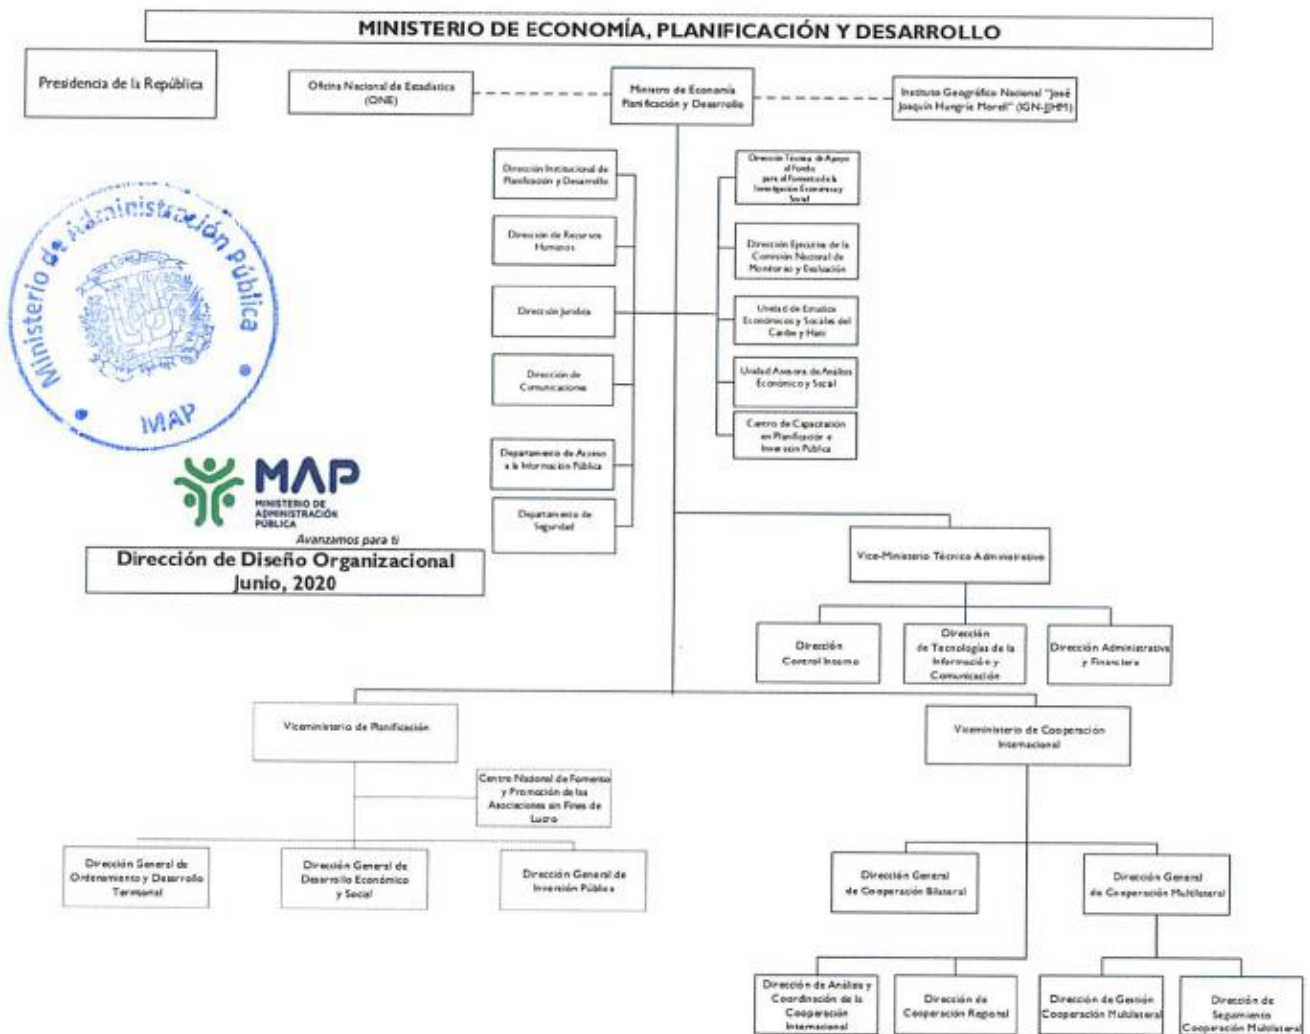 MINISTERIO DE ECONOMÍA, PLANIFICACIÓN Y DESARROLLO
Presidencia de la República
Oficina Nacional de Estadística
(ONE)
Ministro de Economía
Planificación y Desarrollo
Instituto Geográfico Nacional "José
Joaquín Hungría Morell" (IGN-JJHM)
Dirección Institucional de
Planificación y Desarrollo
Dirección Técnica de Apoyo
al Fondo
para el Fomento de la
Investigación Económica y
Social
Dirección de Recursos
Humanos
Dirección Ejecutiva de la
Comisión Nacional de
Monitoreo y Evaluación
Dirección Jurídica
Unidad de Estudios
Económicos y Sociales del
Caribe y Haití
Dirección de
Comunicaciones
Unidad Asesora de Análisis
Económico y Social
Departamento de Acceso
a la Información Pública
Centro de Capacitación
en Planificación e
Inversión Pública
Departamento de
Seguridad
Ministerio de Administración Pública
MAP
MAP
MINISTERIO DE
ADMINISTRACIÓN
PÚBLICA
Avanzamos para ti
Dirección de Diseño Organizacional
Junio, 2020
Vice-Ministerio Técnico Administrativo
Dirección
Control Interno
Dirección
de Tecnologías de la
Información y
Comunicación
Dirección Administrativa
y Financiera
Viceministerio de Planificación
Viceministerio de Cooperación
Internacional
Centro Nacional de Fomento
y Promoción de las
Asociaciones sin Fines de
Lucro
Dirección General de
Ordenamiento y Desarrollo
Territorial
Dirección General de
Desarrollo Económico
y Social
Dirección General de
Inversión Pública
Dirección General
de Cooperación Bilateral
Dirección General
de Cooperación Multilateral
Dirección de Análisis y
Coordinación de la
Cooperación
Internacional
Dirección de
Cooperación Regional
Dirección de Gestión
Cooperación Multilateral
Dirección de
Seguimiento
Cooperación Multilateral